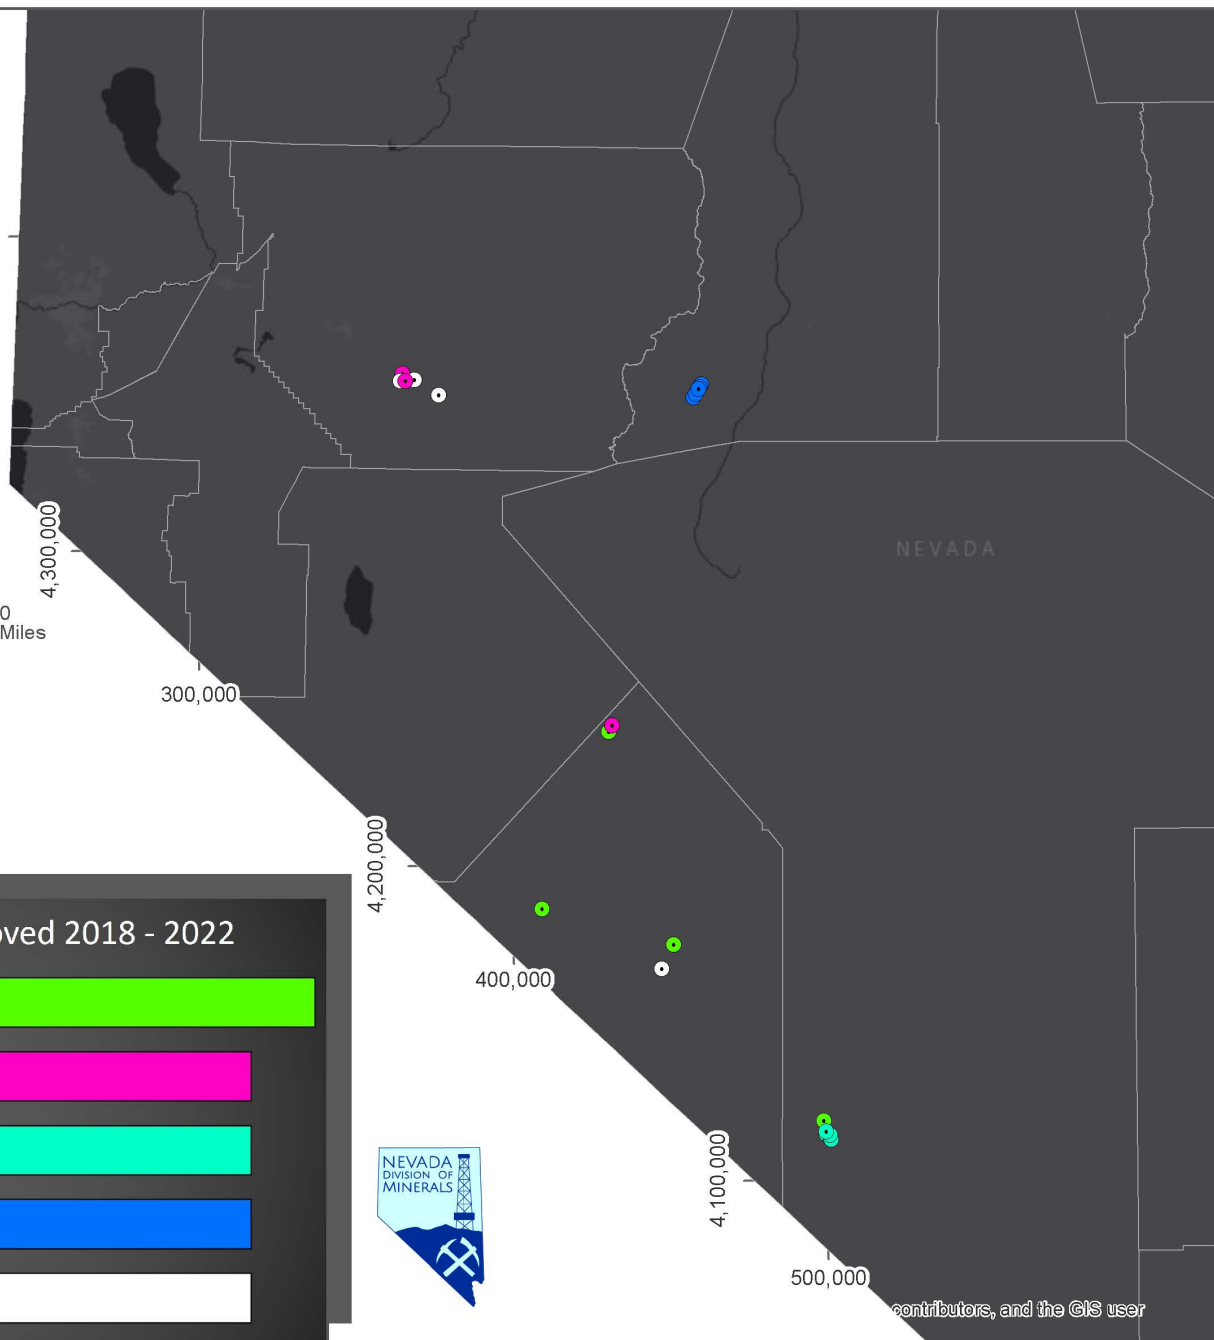 NEVADA
4,300,000
0
Miles
300,000
4,200,000
oved 2018 - 2022
400,000
NEVADA
DIVISION OF
MINERALS
4,100,000
500,000
contributors, and the GIS user